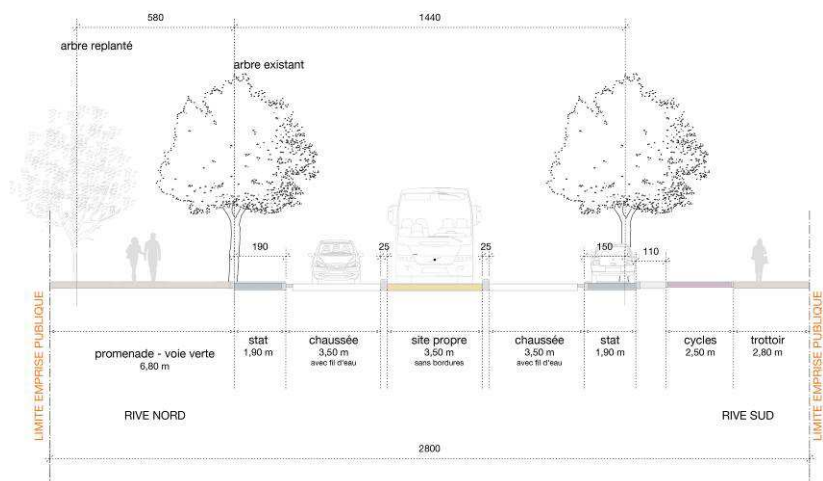 580
1440
arbre replanté
arbre existant
190
25
25
150
110
LIMITE EMPRISE PUBLIQUE
promenade - voie verte
6,80 m
stat
1,90 m
chaussée
3,50 m
avec fil d'eau
site propre
3,50 m
sans bordures
chaussée
3,50 m
avec fil d'eau
stat
1,90 m
cycles
2,50 m
trottoir
2,80 m
LIMITE EMPRISE PUBLIQUE
RIVE NORD
RIVE SUD
2800